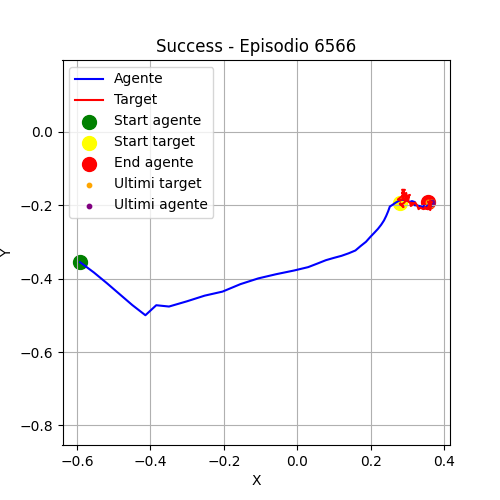 Success - Episodio 6566
Agente
Target
Start agente
Start target
End agente
Ultimi target
Ultimi agente
0.0
−0.2
−0.4
−0.6
−0.8
Y
−0.6
−0.4
−0.2
0.0
0.2
0.4
X